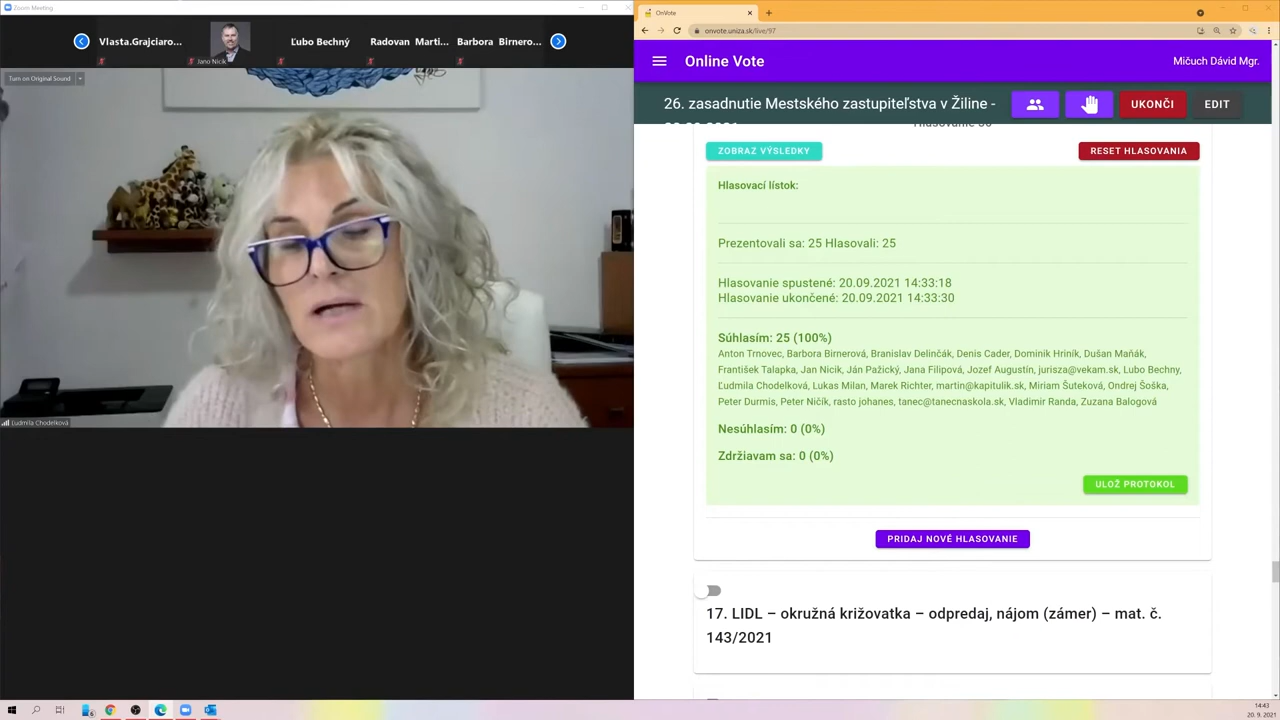 Zoom Meeting
Vlasta.Grajciaro...
Jano Nicik
Ľubo Bechný
Radovan
Marti...
Barbora
Birnero...
Turn on Original Sound
Ľudmila Chodelková
OnVote
onvote.uniza.sk/live/97
Online Vote
Mičuch Dávid Mgr.
26. zasadnutie Mestského zastupiteľstva v Žiline -
UKONČI
EDIT
ZOBRAZ VÝSLEDKY
RESET HLASOVANIA
Hlasovací lístok:
Prezentovali sa: 25 Hlasovali: 25
Hlasovanie spustené: 20.09.2021 14:33:18
Hlasovanie ukončené: 20.09.2021 14:33:30
Súhlasím: 25 (100%)
Anton Trnovec, Barbora Birnerová, Branislav Delinčák, Denis Cader, Dominik Hriník, Dušan Maňák,
František Talapka, Jan Nicik, Ján Pažický, Jana Filipová, Jozef Augustín, jurisza@vekam.sk, Lubo Bechny,
Ľudmila Chodelková, Lukas Milan, Marek Richter, martin@kapitulik.sk, Miriam Šuteková, Ondrej Šoška,
Peter Durmis, Peter Ničík, rasto johanes, tanec@tanecnaskola.sk, Vladimir Randa, Zuzana Balogová
Nesúhlasím: 0 (0%)
Zdržiavam sa: 0 (0%)
ULOŽ PROTOKOL
PRIDAJ NOVÉ HLASOVANIE
17. LIDL – okružná križovatka – odpredaj, nájom (zámer) – mat. č.
143/2021
14:43
20. 9. 2021